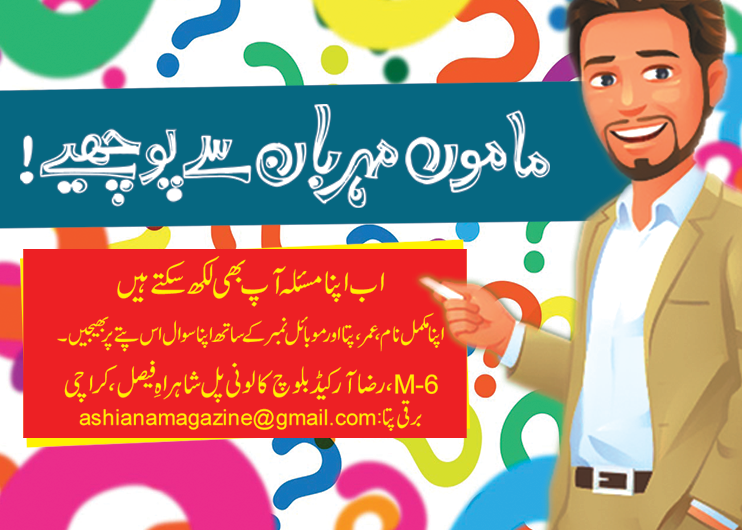 ماموں مہربان سے پوچھیے!
اب اپنا مسئلہ آپ بھی لکھ سکتے ہیں
اپنا مکمل نام، عمر، پتا اور موبائل نمبر کے ساتھ اپنا سوال اس پتے پر بھیجیں۔
M-6، رضا آرکیڈ بلوچ کالونی پل شاہراہِ فیصل، کراچی
برقی پتا: ashianamagazine@gmail.com